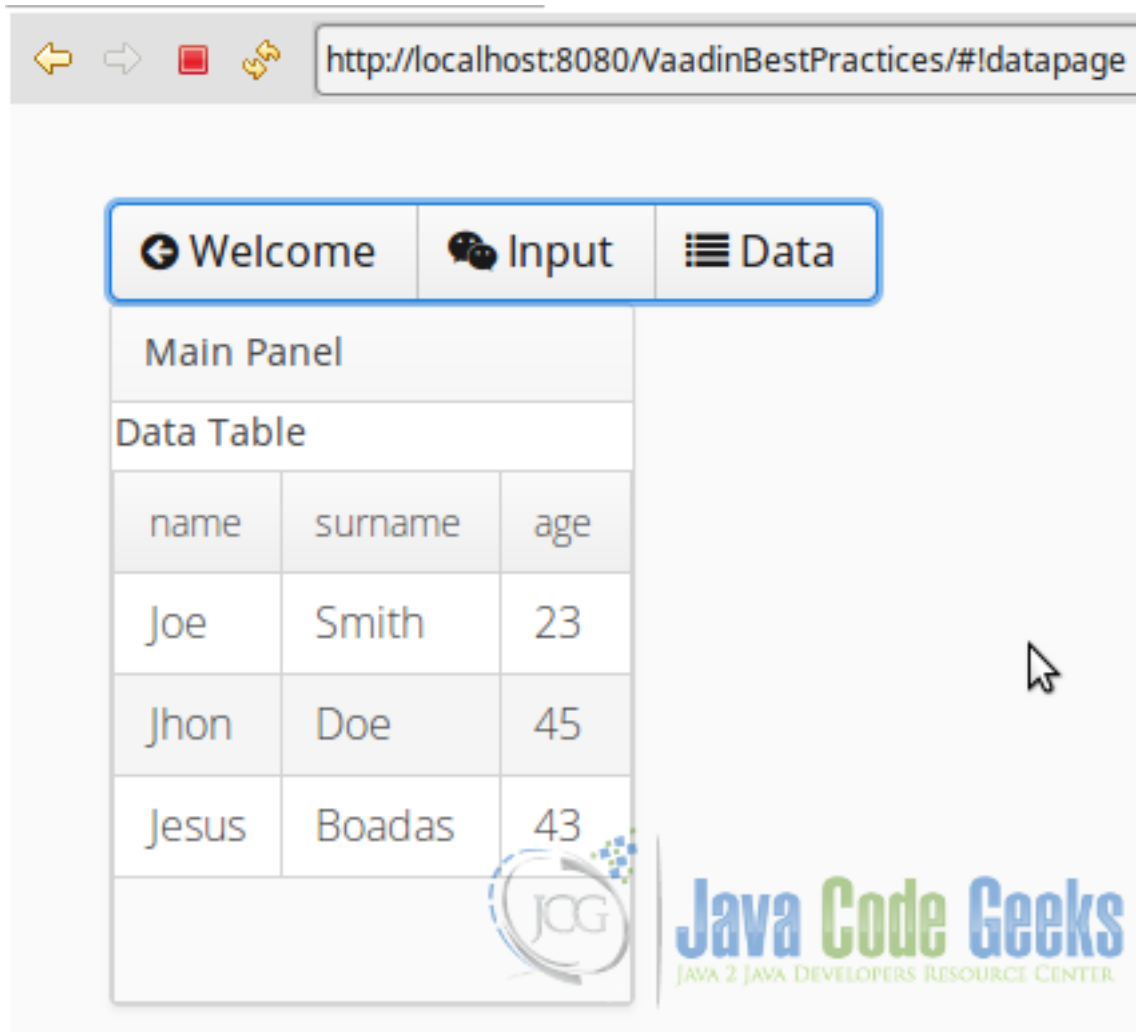 http://localhost:8080/VaadinBestPractices/#!datapage
Welcome Input Data
Main Panel
Data Table
name surname age
Joe Smith 23
Jhon Doe 45
Jesus Boadas 43
JCG
Java Code Geeks
JAVA 2 JAVA DEVELOPERS RESOURCE CENTER